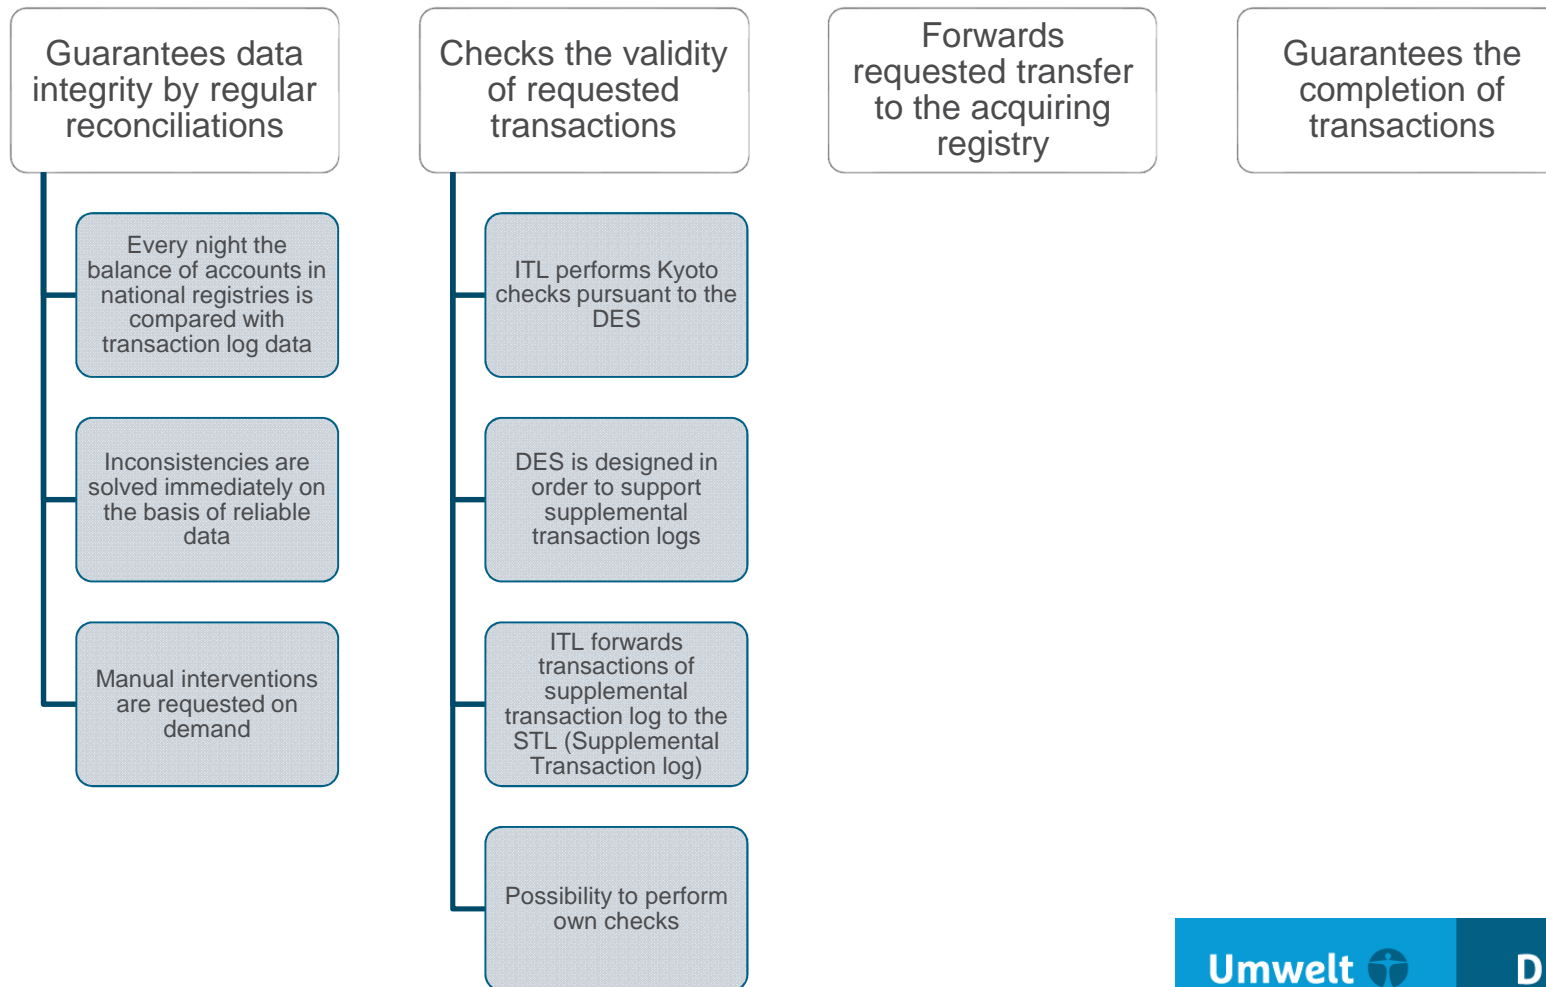 Guarantees data
integrity by regular
reconciliations
Every night the
balance of accounts in
national registries is
compared with
transaction log data
Inconsistencies are
solved immediately on
the basis of reliable
data
Manual interventions
are requested on
demand
Checks the validity
of requested
transactions
ITL performs Kyoto
checks pursuant to the
DES
DES is designed in
order to support
supplemental
transaction logs
ITL forwards
transactions of
supplemental
transaction log to the
STL (Supplemental
Transaction log)
Possibility to perform
own checks
Forwards
requested transfer
to the acquiring
registry
Guarantees the
completion of
transactions
Umwelt
D